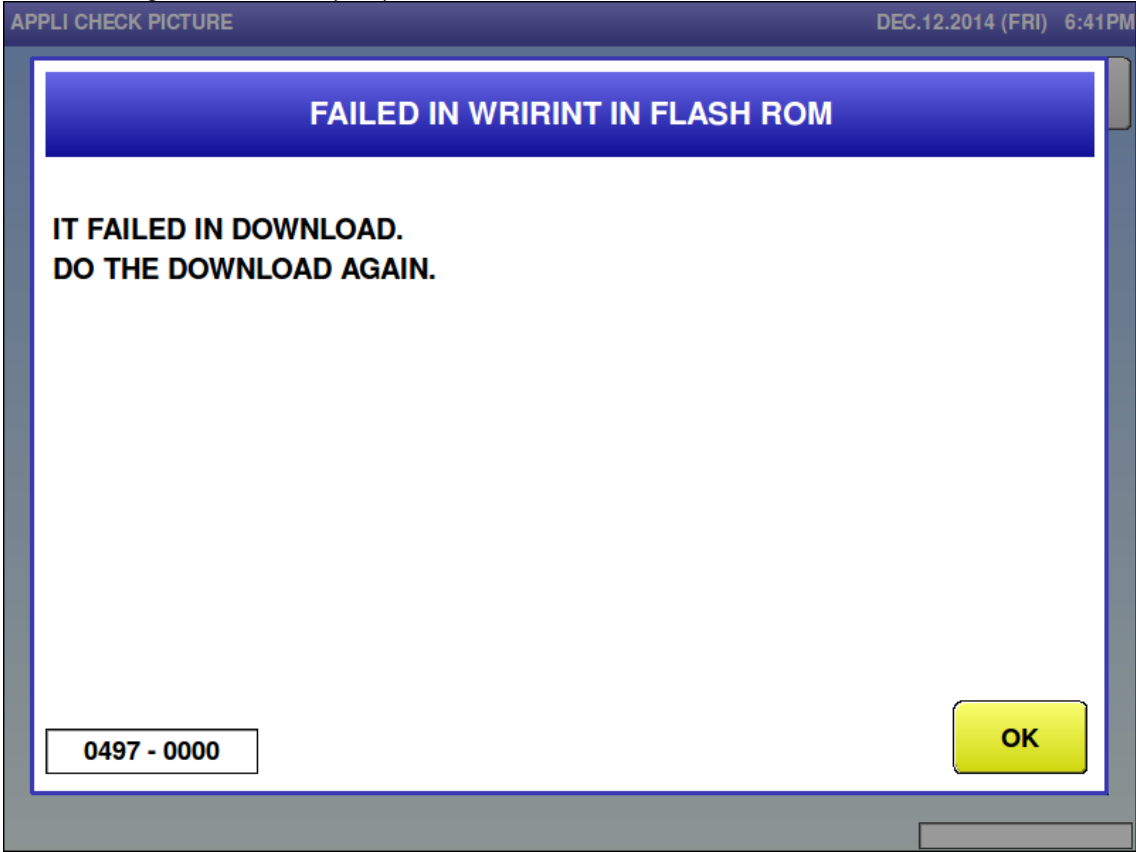 APPLI CHECK PICTURE DEC.12.2014 (FRI) 6:41PM
FAILED IN WRIRINT IN FLASH ROM
IT FAILED IN DOWNLOAD.
DO THE DOWNLOAD AGAIN.
0497 - 0000
OK